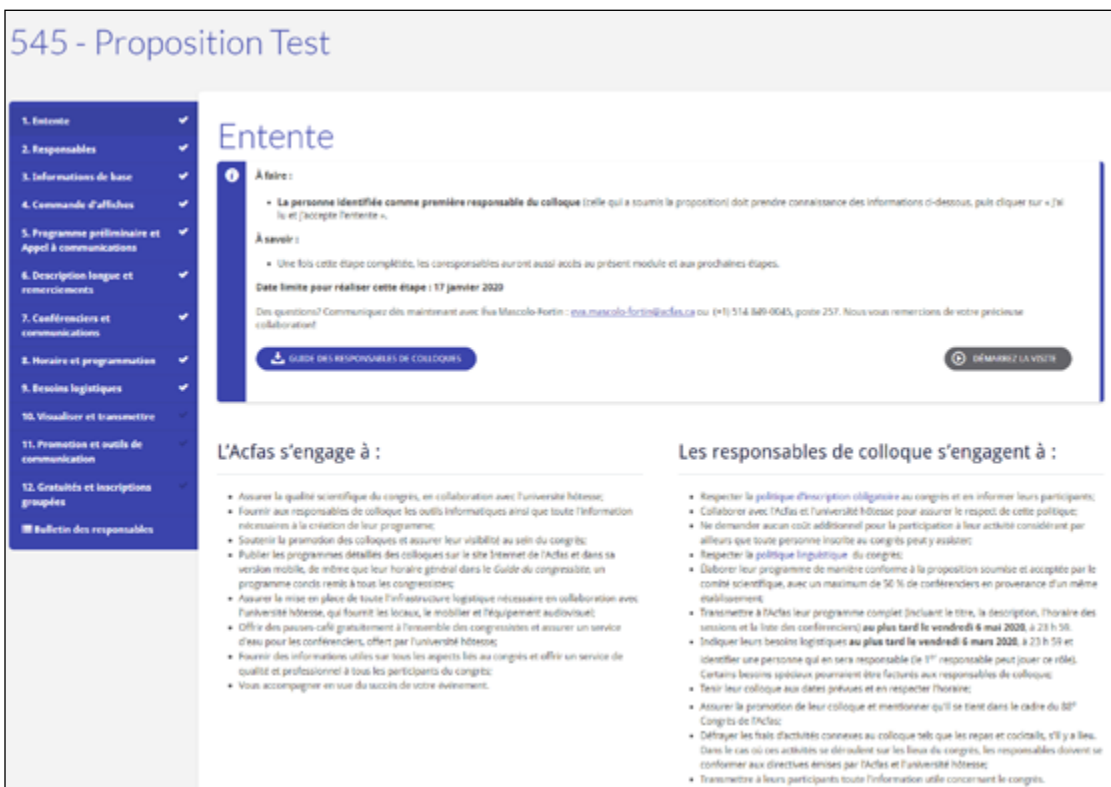 545 - Proposition Test
1. Entente
2. Responsables
3. Informations de base
4. Commande d'affiches
5. Programme préliminaire et
Appel à communications
6. Description longue et
remerciements
7. Conférenciers et
communications
8. Horaire et programmation
9. Besoins logistiques
10. Visualiser et transmettre
11. Promotion et outils de
communication
12. Gratuités et inscriptions
groupées
Bulletin des responsables
Entente
À faire :
• La personne identifiée comme première responsable du colloque (celle qui a soumis la proposition) doit prendre connaissance des informations ci-dessous, puis cliquer sur « J'ai
lu et j'accepte l'entente ».
À savoir :
• Une fois cette étape complétée, les coresponsables auront aussi accès au présent module et aux prochaines étapes.
Date limite pour réaliser cette étape : 17 janvier 2020
Des questions? Communiquez dès maintenant avec Eva Mascolo-Fortin : eva.mascolo-fortin@acfas.ca ou (+1) 514 849-0045, poste 257. Nous vous remercions de votre précieuse
collaboration!
GUIDE DES RESPONSABLES DE COLLOQUES
DÉMARREZ LA VISITE
L'Acfas s'engage à :
• Assurer la qualité scientifique du congrès, en collaboration avec l'université hôtesse;
• Fournir aux responsables de colloque les outils informatiques ainsi que toute l'information
nécessaires à la création de leur programme;
• Soutenir la promotion des colloques et assurer leur visibilité au sein du congrès;
• Publier les programmes détaillés des colloques sur le site Internet de l'Acfas et dans sa
version mobile, de même que leur horaire général dans le Guide du congressiste, un
programme concis remis à tous les congressistes;
• Assurer la mise en place de toute l'infrastructure logistique nécessaire en collaboration avec
l'université hôtesse, qui fournit les locaux, le mobilier et l'équipement audiovisuel;
• Offrir des pauses-café gratuitement à l'ensemble des congressistes et assurer un service
d'eau pour les conférenciers, offert par l'université hôtesse;
• Fournir des informations utiles sur tous les aspects liés au congrès et offrir un service de
qualité et professionnel à tous les participants du congrès;
• Vous accompagner en vue du succès de votre événement.
Les responsables de colloque s'engagent à :
• Respecter la politique d'inscription obligatoire au congrès et en informer leurs participants;
• Collaborer avec l'Acfas et l'université hôtesse pour assurer le respect de cette politique;
• Ne demander aucun coût additionnel pour la participation à leur activité considérant par
ailleurs que toute personne inscrite au congrès peut y assister;
• Respecter la politique linguistique du congrès;
• Élaborer leur programme de manière conforme à la proposition soumise et acceptée par le
comité scientifique, avec un maximum de 50 % de conférenciers en provenance d'un même
établissement;
• Transmettre à l'Acfas leur programme complet (incluant le titre, la description, l'horaire des
sessions et la liste des conférenciers) au plus tard le vendredi 6 mai 2020, à 23 h 59.
• Indiquer leurs besoins logistiques au plus tard le vendredi 6 mars 2020, à 23 h 59 et
identifier une personne qui en sera responsable (le 1er responsable peut jouer ce rôle).
Certains besoins spéciaux pourraient être facturés aux responsables de colloque;
• Tenir leur colloque aux dates prévues et en respecter l'horaire;
• Assurer la promotion de leur colloque et mentionner qu'il se tient dans le cadre du 88e
Congrès de l'Acfas;
• Défrayer les frais d'activités connexes au colloque tels que les repas et cocktails, s'il y a lieu.
Dans le cas où ces activités se déroulent sur les lieux du congrès, les responsables doivent se
conformer aux directives émises par l'Acfas et l'université hôtesse;
• Transmettre à leurs participants toute l'information utile concernant le congrès.